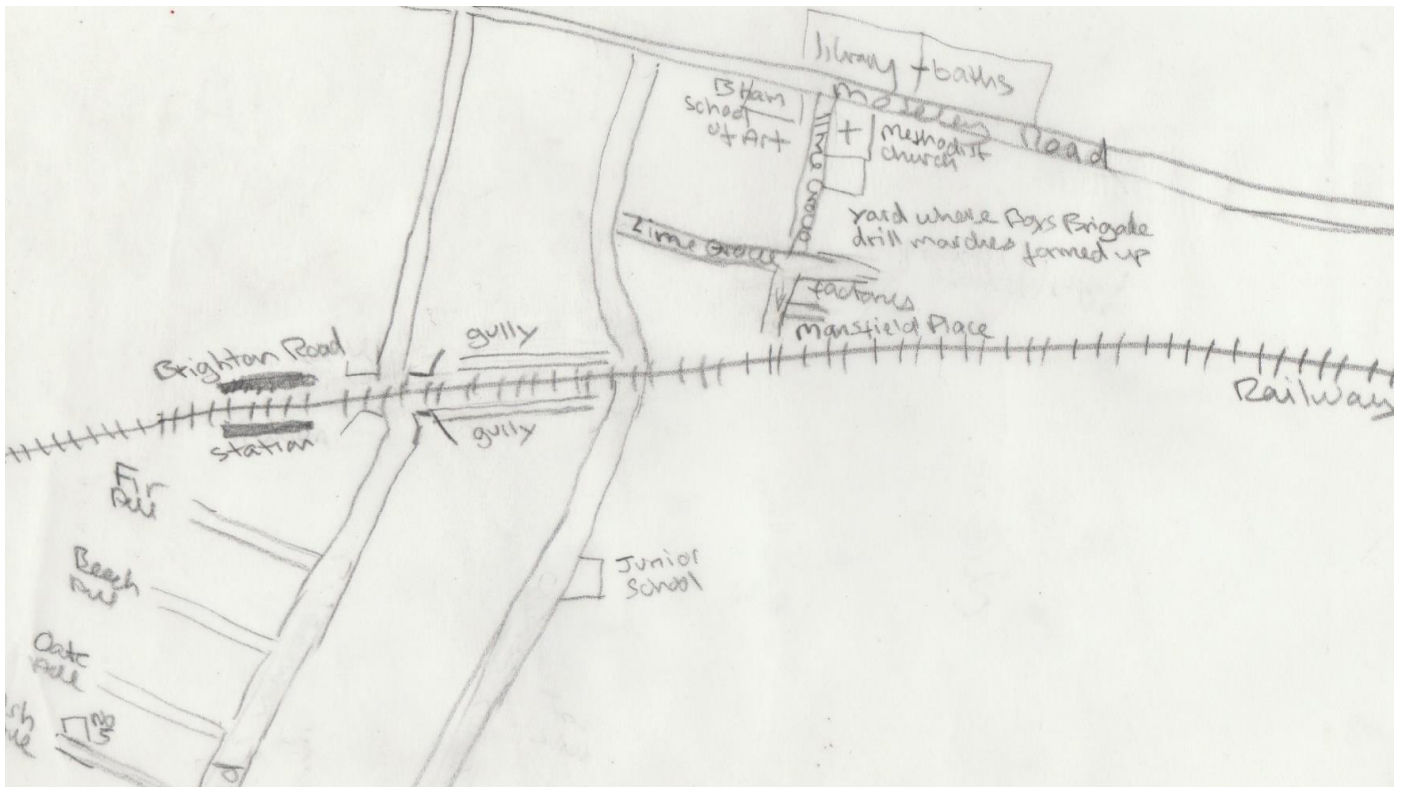 library + baths
Moseley Road
B'Ham
School
of Art
+
Methodist
church
Lime Grove
yard where Boys Brigade
drill marches formed up
Lime Grove
factories
Mansfield Place
gully
Brighton Road
Railway
gully
station
Fir
Ave
Beech
Ave
Junior
School
Oak
Ave
No
5